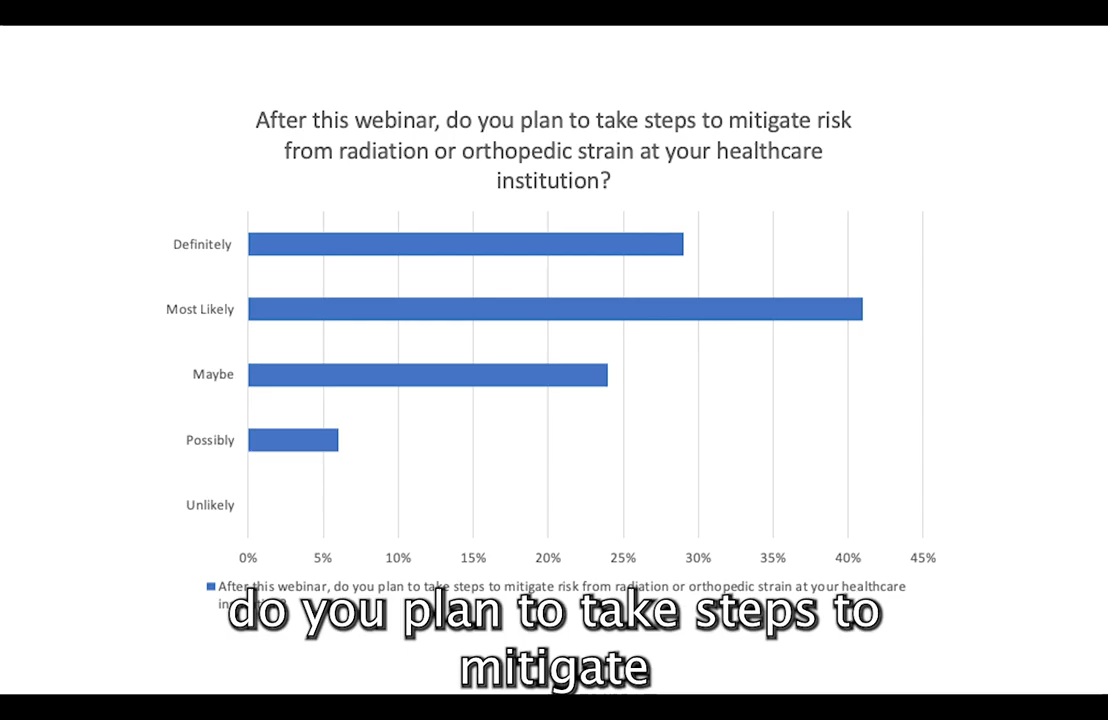 After this webinar, do you plan to take steps to mitigate risk
from radiation or orthopedic strain at your healthcare
institution?
Definitely
Most Likely
Maybe
Possibly
Unlikely
0% 5% 10% 15% 20% 25% 30% 35% 40% 45%
After this webinar, do you plan to take steps to mitigate risk from radiation or orthopedic strain at your healthcare
do you plan to take steps to
mitigate